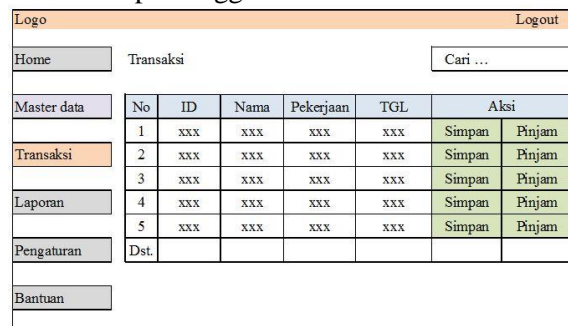 Logo Logout
Home Transaksi Cari ...
Master data No ID Nama Pekerjaan TGL Aksi
1 xxx xxx xxx xxx Simpan Pinjam
Transaksi 2 xxx xxx xxx xxx Simpan Pinjam
3 xxx xxx xxx xxx Simpan Pinjam
Laporan 4 xxx xxx xxx xxx Simpan Pinjam
5 xxx xxx xxx xxx Simpan Pinjam
Pengaturan Dst.
Bantuan